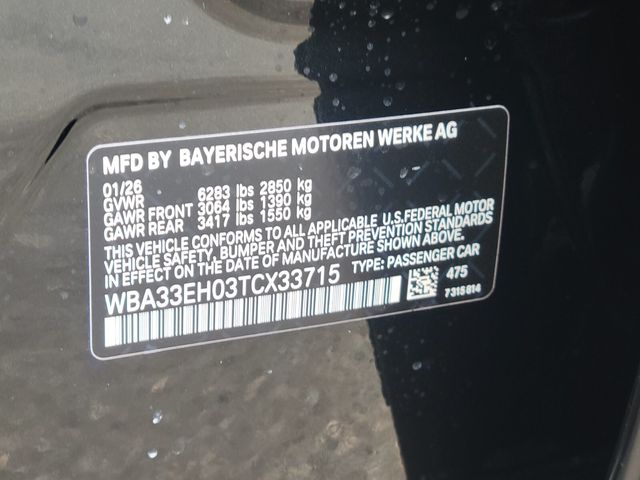 MFD BY BAYERISCHE MOTOREN WERKE AG
01/26
GVWR 6283 lbs 2850 kg
GAWR FRONT 3064 lbs 1390 kg
GAWR REAR 3417 lbs 1550 kg
THIS VEHICLE CONFORMS TO ALL APPLICABLE U.S.FEDERAL MOTOR
VEHICLE SAFETY, BUMPER AND THEFT PREVENTION STANDARDS
IN EFFECT ON THE DATE OF MANUFACTURE SHOWN ABOVE.
WBA33EH03TCX33715 TYPE: PASSENGER CAR
475
7315814